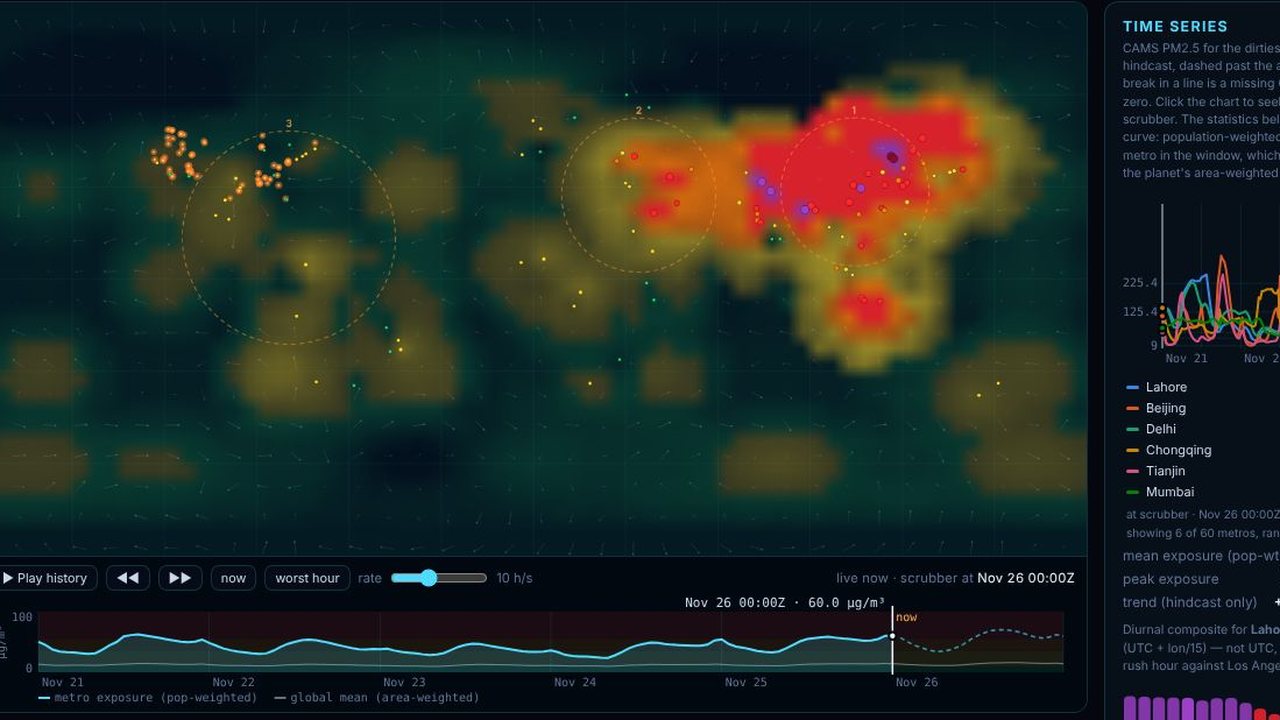 3
2
1
▶ Play history
◀◀
▶▶
now
worst hour
rate
10 h/s
live now · scrubber at Nov 26 00:00Z
Nov 26 00:00Z · 60.0 µg/m³
now
100
0
µg/m³
Nov 21
Nov 22
Nov 23
Nov 24
Nov 25
Nov 26
metro exposure (pop-weighted)
global mean (area-weighted)
TIME SERIES
CAMS PM2.5 for the dirties
hindcast, dashed past the a
break in a line is a missing
zero. Click the chart to see
scrubber. The statistics bel
curve: population-weighte
metro in the window, which
the planet's area-weighted
225.4
125.4
9
Nov 21
Nov 2
Lahore
Beijing
Delhi
Chongqing
Tianjin
Mumbai
at scrubber · Nov 26 00:00Z
showing 6 of 60 metros, ran
mean exposure (pop-wt
peak exposure
trend (hindcast only)
Diurnal composite for Laho
(UTC + lon/15) — not UTC,
rush hour against Los Ange